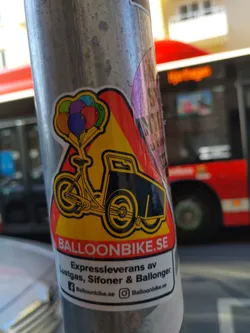 BALLOONBIKE.SE
Expressleverans av
Lustgas, Sifoner & Ballonger
Balloonbike.se Balloonbike.se